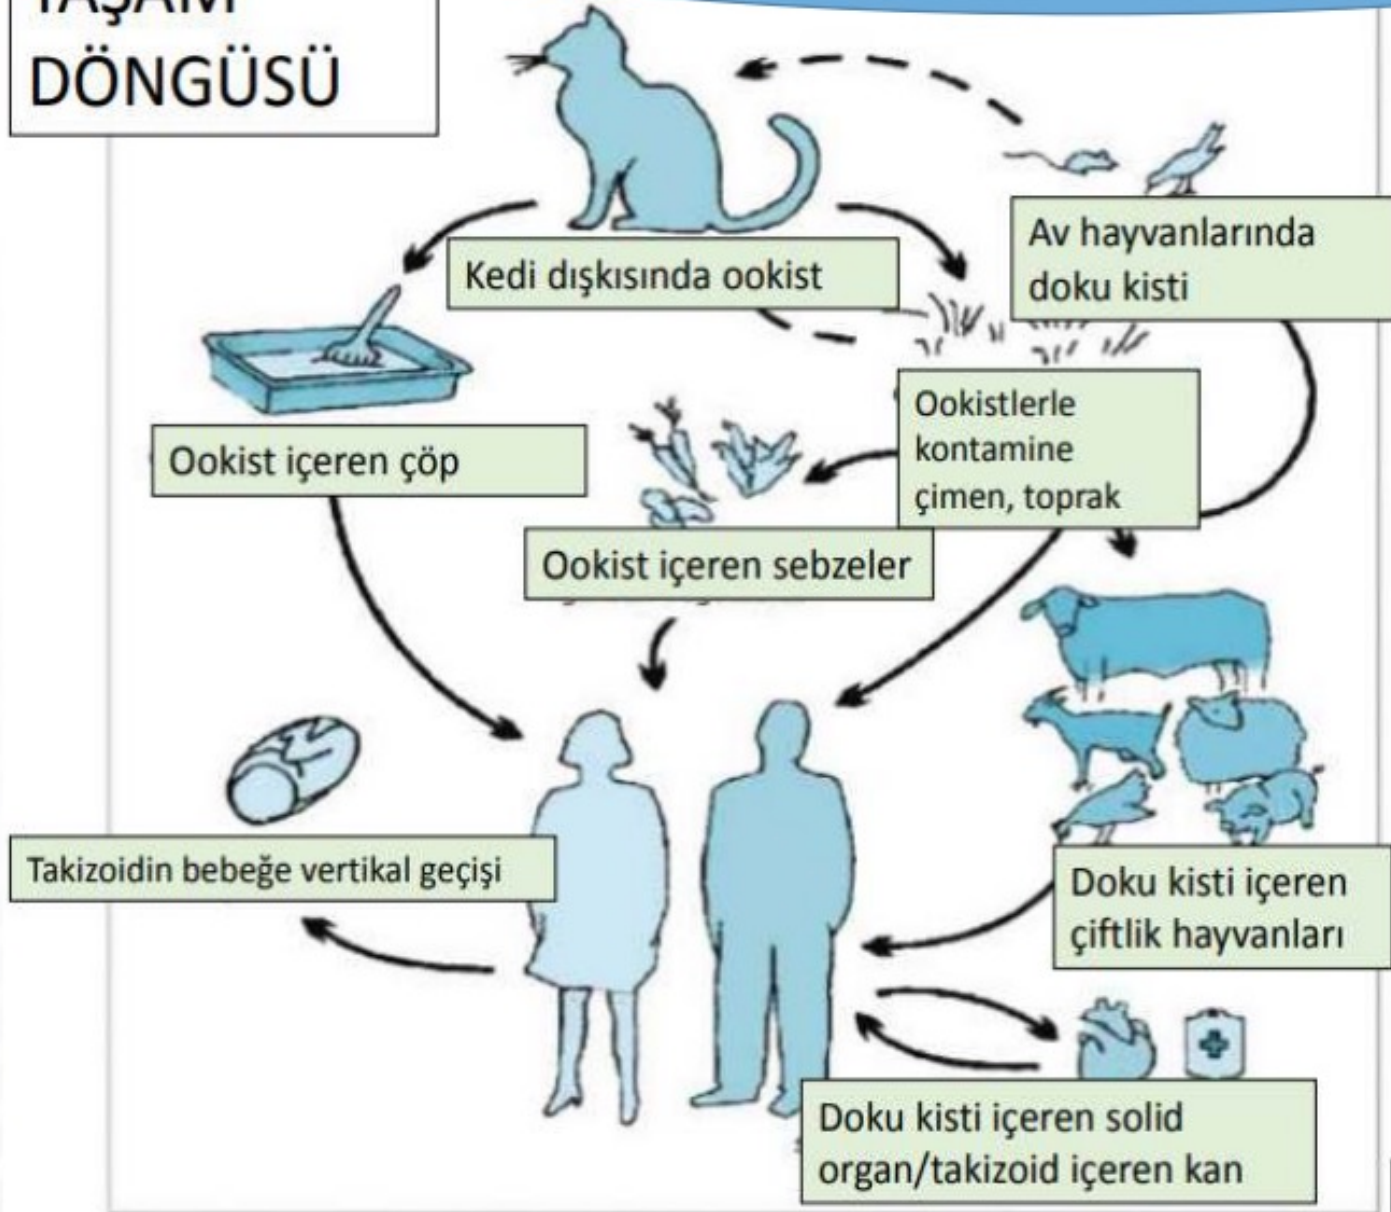 YAŞAM
DÖNGÜSÜ
Kedi dışkısında ookist
Av hayvanlarında
doku kisti
Ookist içeren çöp
Ookistlerle
kontamine
çimen, toprak
Ookist içeren sebzeler
Takizoidin bebeğe vertikal geçişi
Doku kisti içeren
çiftlik hayvanları
Doku kisti içeren solid
organ/takizoid içeren kan